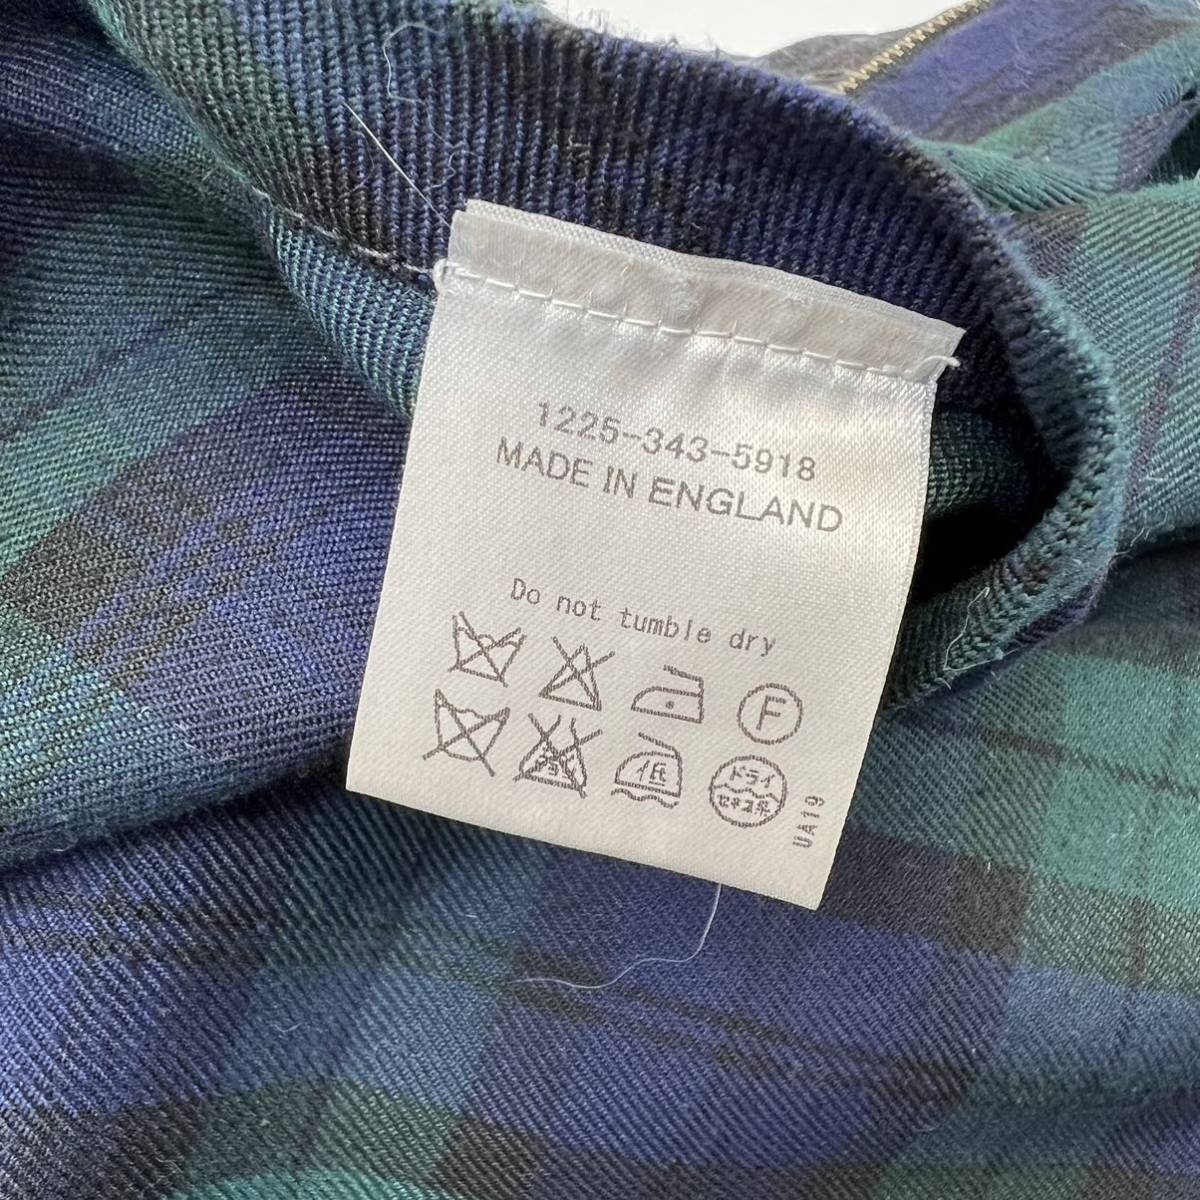 1225-343-5918
MADE IN ENGLAND
Do not tumble dry
F
低
ドライ
セキユ系
UA19